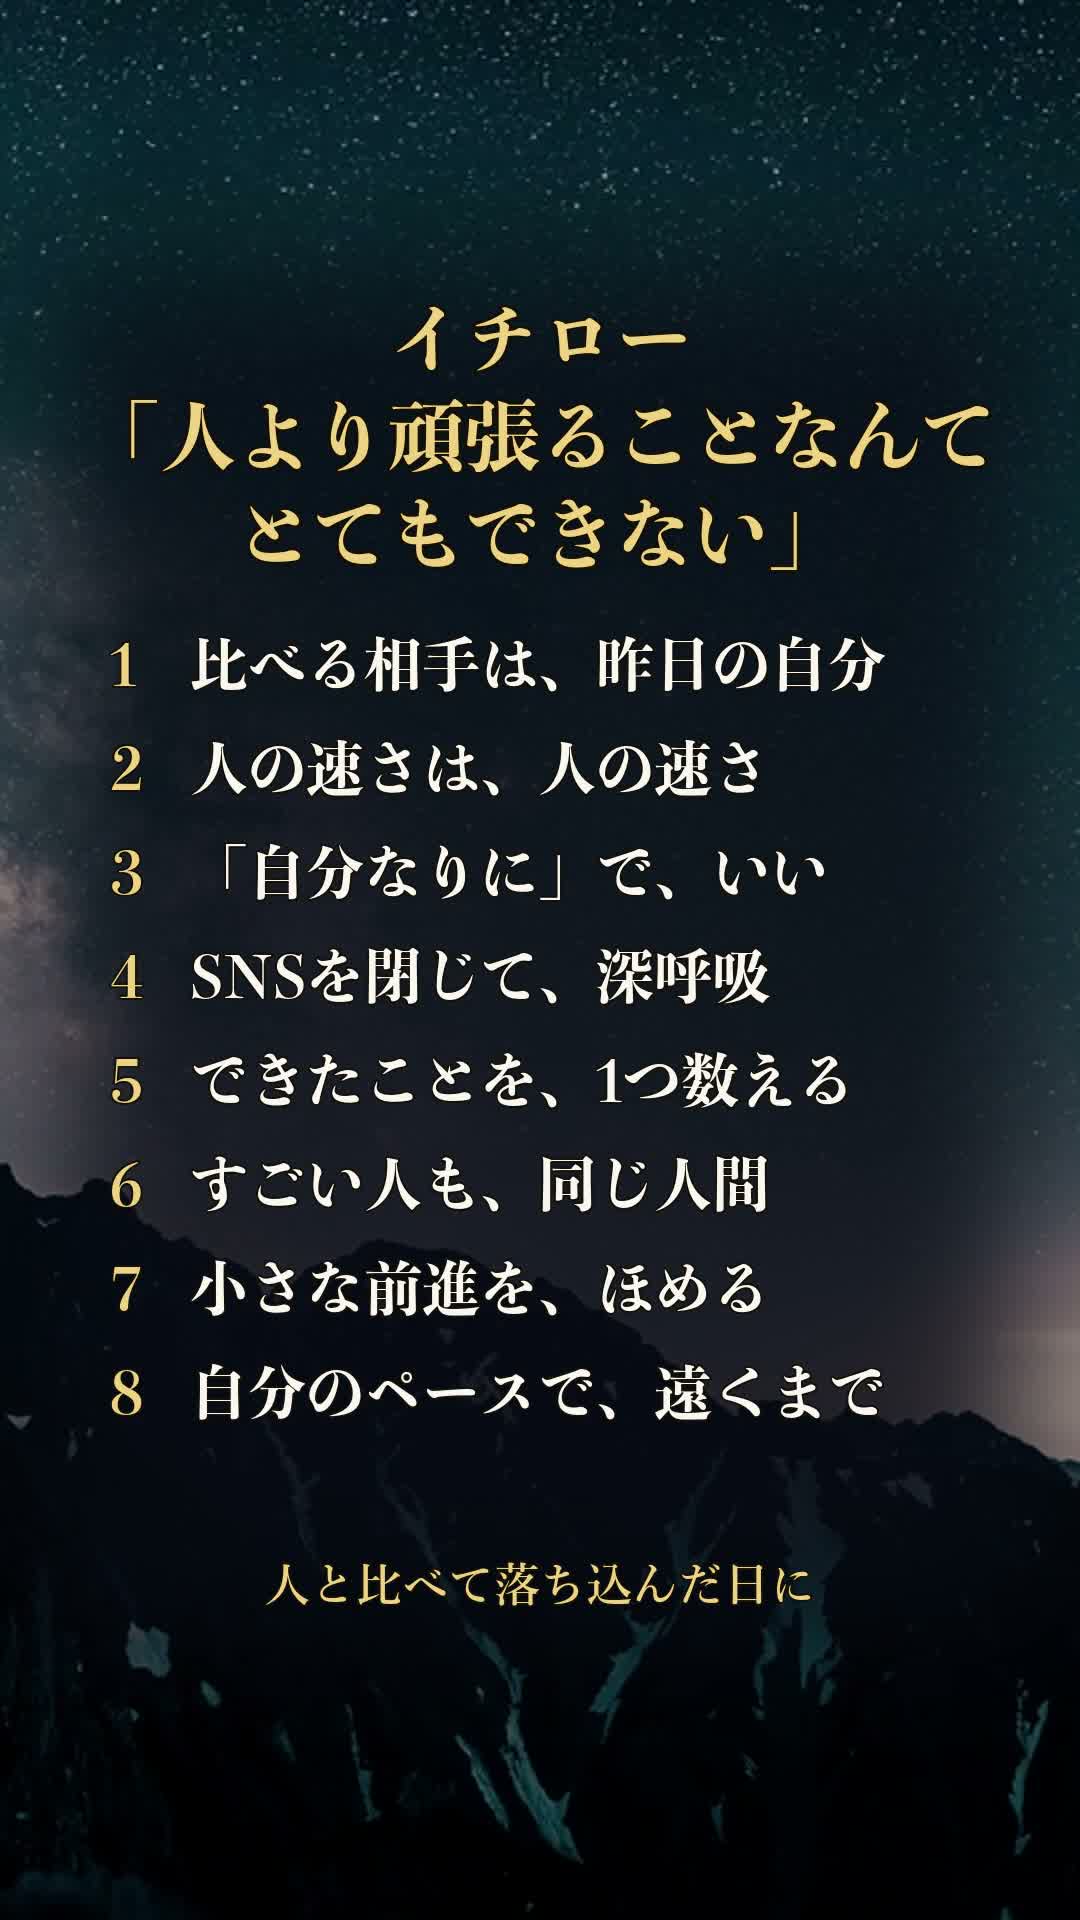 イチロー
「人より頑張ることなんて
とてもできない」
1 比べる相手は、昨日の自分
2 人の速さは、人の速さ
3 「自分なりに」で、いい
4 SNSを閉じて、深呼吸
5 できたことを、1つ数える
6 すごい人も、同じ人間
7 小さな前進を、ほめる
8 自分のペースで、遠くまで
人と比べて落ち込んだ日に